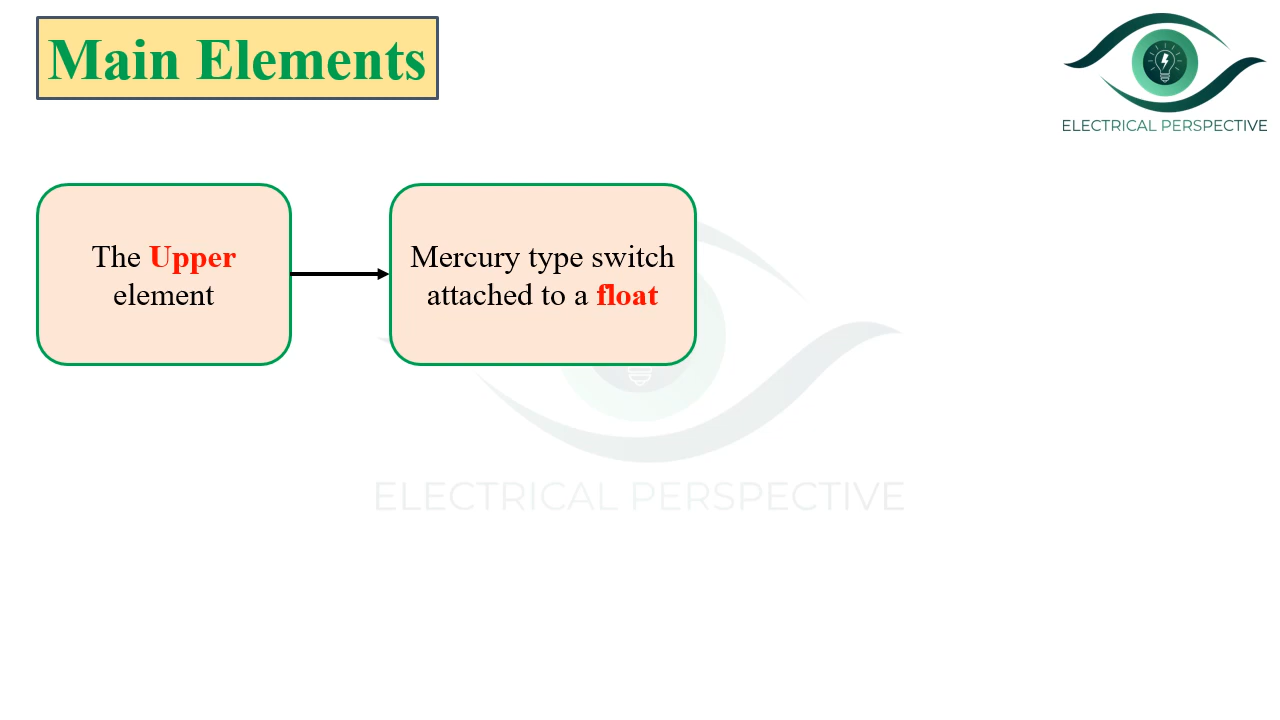 Main Elements
ELECTRICAL PERSPECTIVE
The Upper
element
Mercury type switch
attached to a float
ELECTRICAL PERSPECTIVE